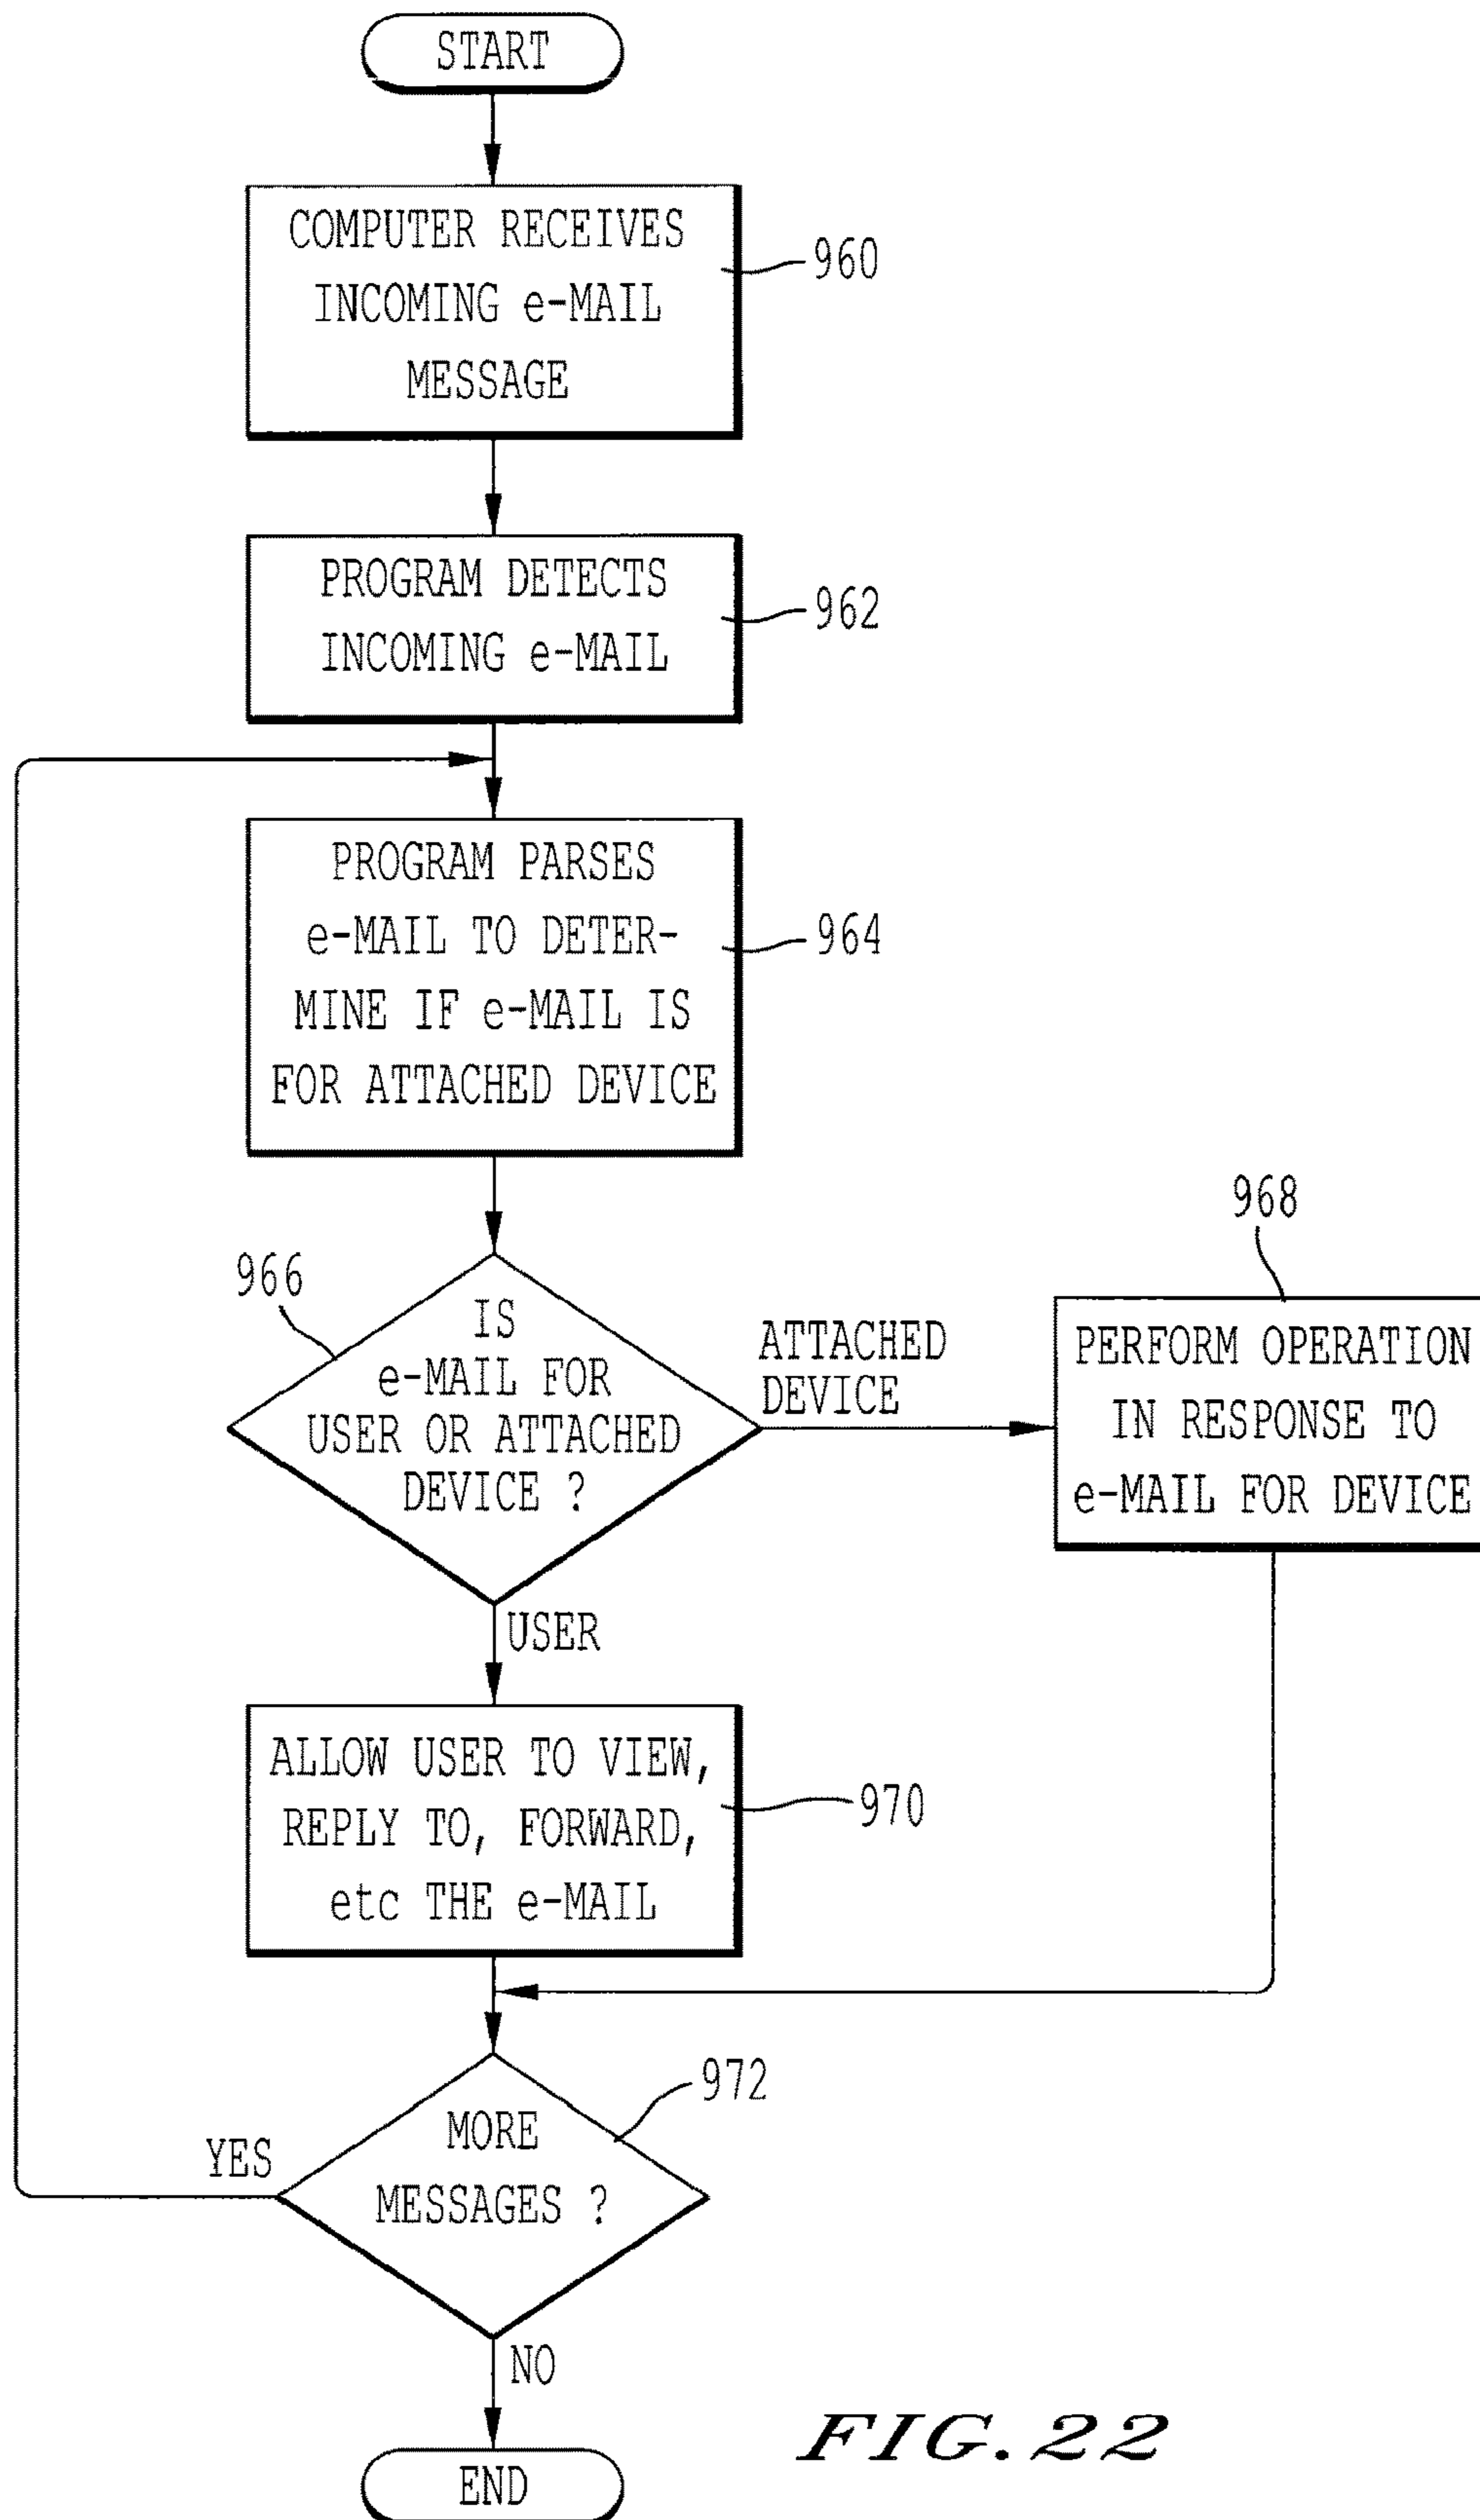 START
COMPUTER RECEIVES
INCOMING e-MAIL
MESSAGE
960
PROGRAM DETECTS
INCOMING e-MAIL
962
PROGRAM PARSES
e-MAIL TO DETER-
MINE IF e-MAIL IS
FOR ATTACHED DEVICE
964
966
IS
e-MAIL FOR
USER OR ATTACHED
DEVICE ?
ATTACHED
DEVICE
968
PERFORM OPERATION
IN RESPONSE TO
e-MAIL FOR DEVICE
USER
ALLOW USER TO VIEW,
REPLY TO, FORWARD,
etc THE e-MAIL
970
972
MORE
MESSAGES ?
YES
NO
END
FIG. 22